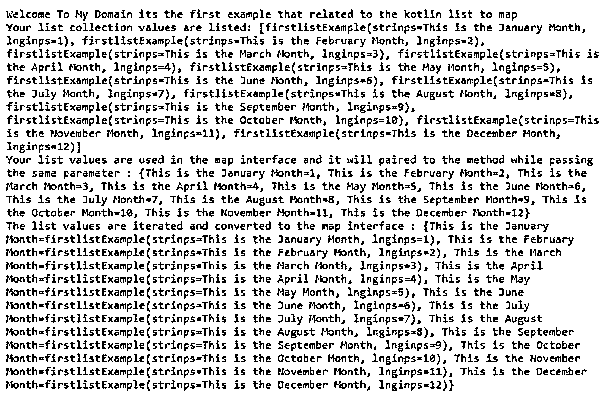 Welcome To My Domain its the first example that related to the kotlin list to map
Your list collection values are listed: [firstlistExample(strinps=This is the January Month,
lnginps=1), firstlistExample(strinps=This is the February Month, lnginps=2),
firstlistExample(strinps=This is the March Month, lnginps=3), firstlistExample(strinps=This is
the April Month, lnginps=4), firstlistExample(strinps=This is the May Month, lnginps=5),
firstlistExample(strinps=This is the June Month, lnginps=6), firstlistExample(strinps=This is
the July Month, lnginps=7), firstlistExample(strinps=This is the August Month, lnginps=8),
firstlistExample(strinps=This is the September Month, lnginps=9),
firstlistExample(strinps=This is the October Month, lnginps=10), firstlistExample(strinps=This
is the November Month, lnginps=11), firstlistExample(strinps=This is the December Month,
lnginps=12)]
Your list values are used in the map interface and it will paired to the method while passing
the same parameter : {This is the January Month=1, This is the February Month=2, This is the
March Month=3, This is the April Month=4, This is the May Month=5, This is the June Month=6,
This is the July Month=7, This is the August Month=8, This is the September Month=9, This is
the October Month=10, This is the November Month=11, This is the December Month=12}
The list values are iterated and converted to the map interface : {This is the January
Month=firstlistExample(strinps=This is the January Month, lnginps=1), This is the February
Month=firstlistExample(strinps=This is the February Month, lnginps=2), This is the March
Month=firstlistExample(strinps=This is the March Month, lnginps=3), This is the April
Month=firstlistExample(strinps=This is the April Month, lnginps=4), This is the May
Month=firstlistExample(strinps=This is the May Month, lnginps=5), This is the June
Month=firstlistExample(strinps=This is the June Month, lnginps=6), This is the July
Month=firstlistExample(strinps=This is the July Month, lnginps=7), This is the August
Month=firstlistExample(strinps=This is the August Month, lnginps=8), This is the September
Month=firstlistExample(strinps=This is the September Month, lnginps=9), This is the October
Month=firstlistExample(strinps=This is the October Month, lnginps=10), This is the November
Month=firstlistExample(strinps=This is the November Month, lnginps=11), This is the December
Month=firstlistExample(strinps=This is the December Month, lnginps=12)}